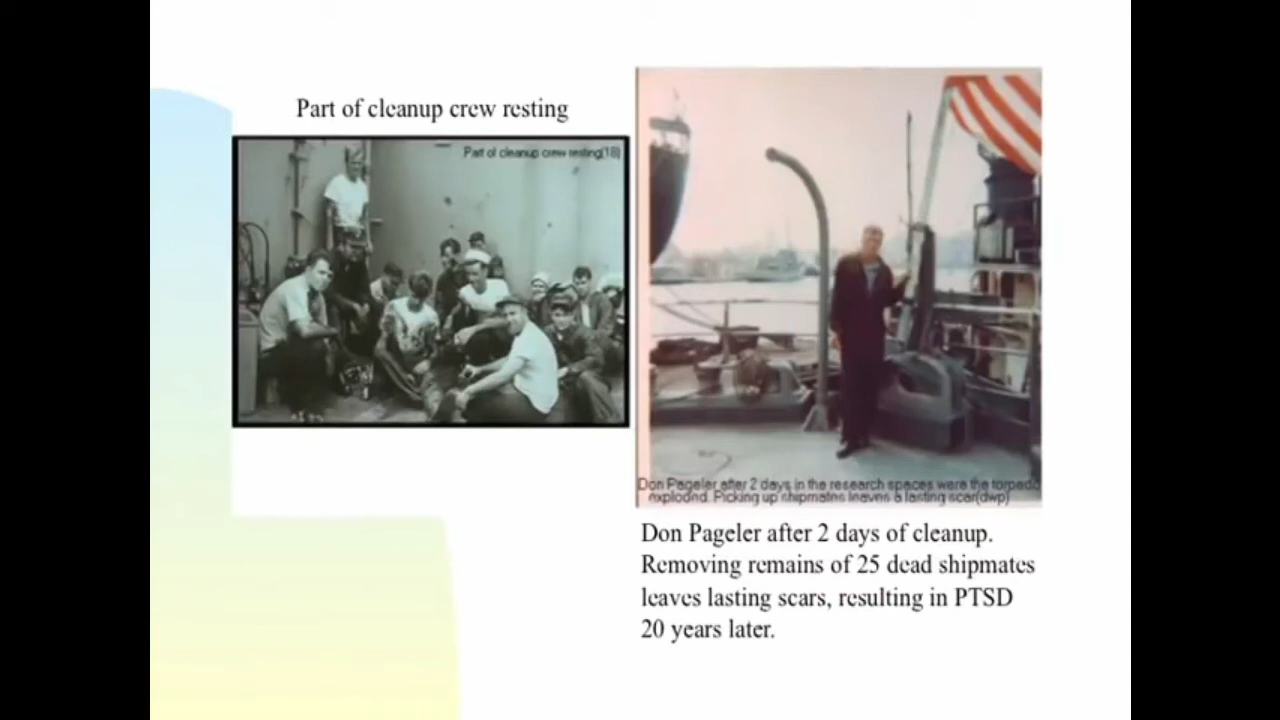 Part of cleanup crew resting
Part of cleanup crew resting(18)
Don Pageler after 2 days in the research spaces were the torpedo
exploded. Picking up shipmates leaves a lasting scar(dwp)
Don Pageler after 2 days of cleanup.
Removing remains of 25 dead shipmates
leaves lasting scars, resulting in PTSD
20 years later.